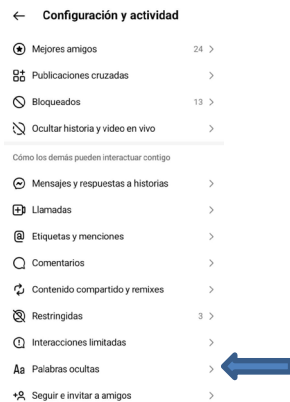 Configuración y actividad
Mejores amigos 24
Publicaciones cruzadas
Bloqueados 13
Ocultar historia y video en vivo
Cómo los demás pueden interactuar contigo
Mensajes y respuestas a historias
Llamadas
Etiquetas y menciones
Comentarios
Contenido compartido y remixes
Restringidas 3
Interacciones limitadas
Aa Palabras ocultas
Seguir e invitar a amigos